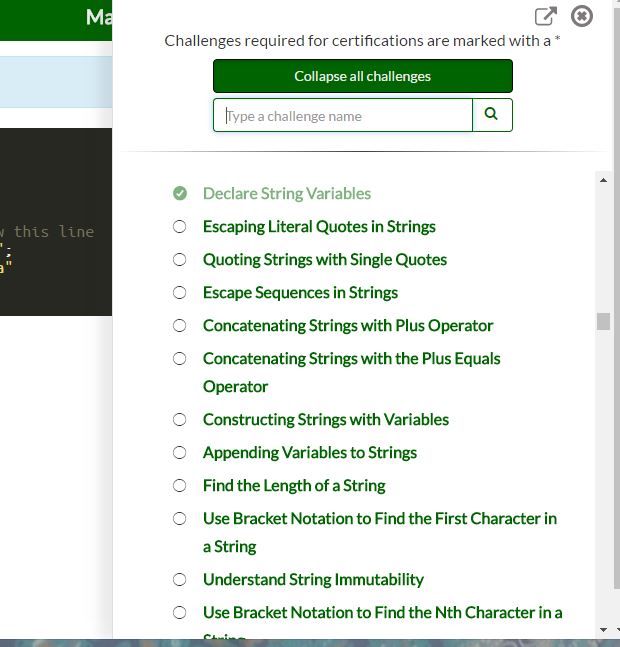 Ma
Challenges required for certifications are marked with a *
Collapse all challenges
Type a challenge name
Declare String Variables
this line
";
a"
Escaping Literal Quotes in Strings
Quoting Strings with Single Quotes
Escape Sequences in Strings
Concatenating Strings with Plus Operator
Concatenating Strings with the Plus Equals
Operator
Constructing Strings with Variables
Appending Variables to Strings
Find the Length of a String
Use Bracket Notation to Find the First Character in
a String
Understand String Immutability
Use Bracket Notation to Find the Nth Character in a
String